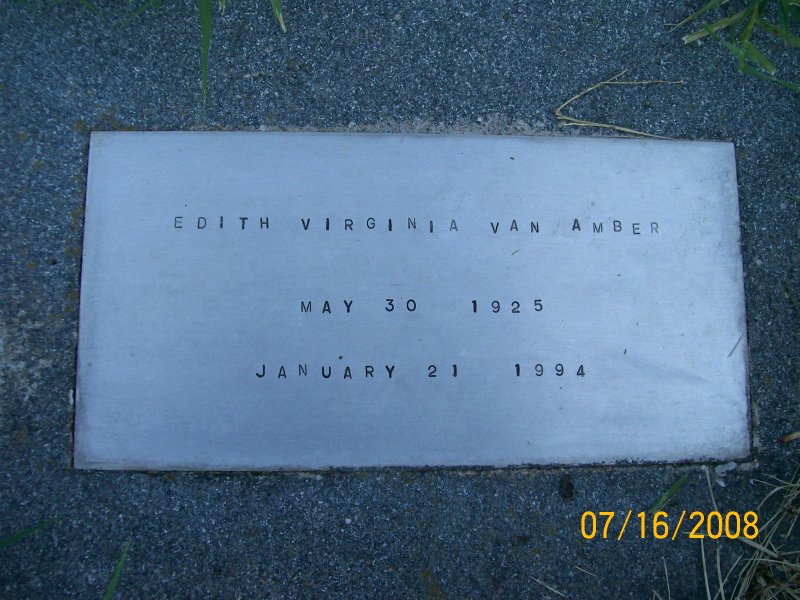 EDITH VIRGINIA VAN AMBER
MAY 30 1925
JANUARY 21 1994
07/16/2008